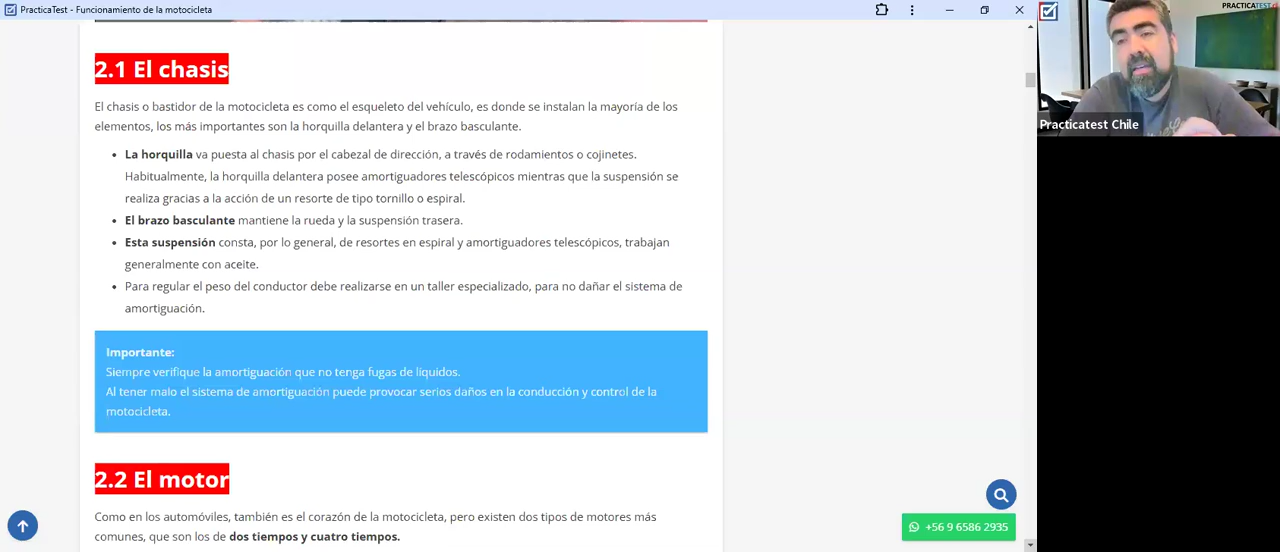 PracticaTest - Funcionamiento de la motocicleta
PRACTICATEST
2.1 El chasis
El chasis o bastidor de la motocicleta es como el esqueleto del vehículo, es donde se instalan la mayoría de los
elementos, los más importantes son la horquilla delantera y el brazo basculante.
La horquilla va puesta al chasis por el cabezal de dirección, a través de rodamientos o cojinetes.
Habitualmente, la horquilla delantera posee amortiguadores telescópicos mientras que la suspensión se
realiza gracias a la acción de un resorte de tipo tornillo o espiral.
El brazo basculante mantiene la rueda y la suspensión trasera.
Esta suspensión consta, por lo general, de resortes en espiral y amortiguadores telescópicos, trabajan
generalmente con aceite.
Para regular el peso del conductor debe realizarse en un taller especializado, para no dañar el sistema de
amortiguación.
Importante:
Siempre verifique la amortiguación que no tenga fugas de líquidos.
Al tener malo el sistema de amortiguación puede provocar serios daños en la conducción y control de la
motocicleta.
2.2 El motor
Como en los automóviles, también es el corazón de la motocicleta, pero existen dos tipos de motores más
comunes, que son los de dos tiempos y cuatro tiempos.
+56 9 6586 2935
Practicatest Chile